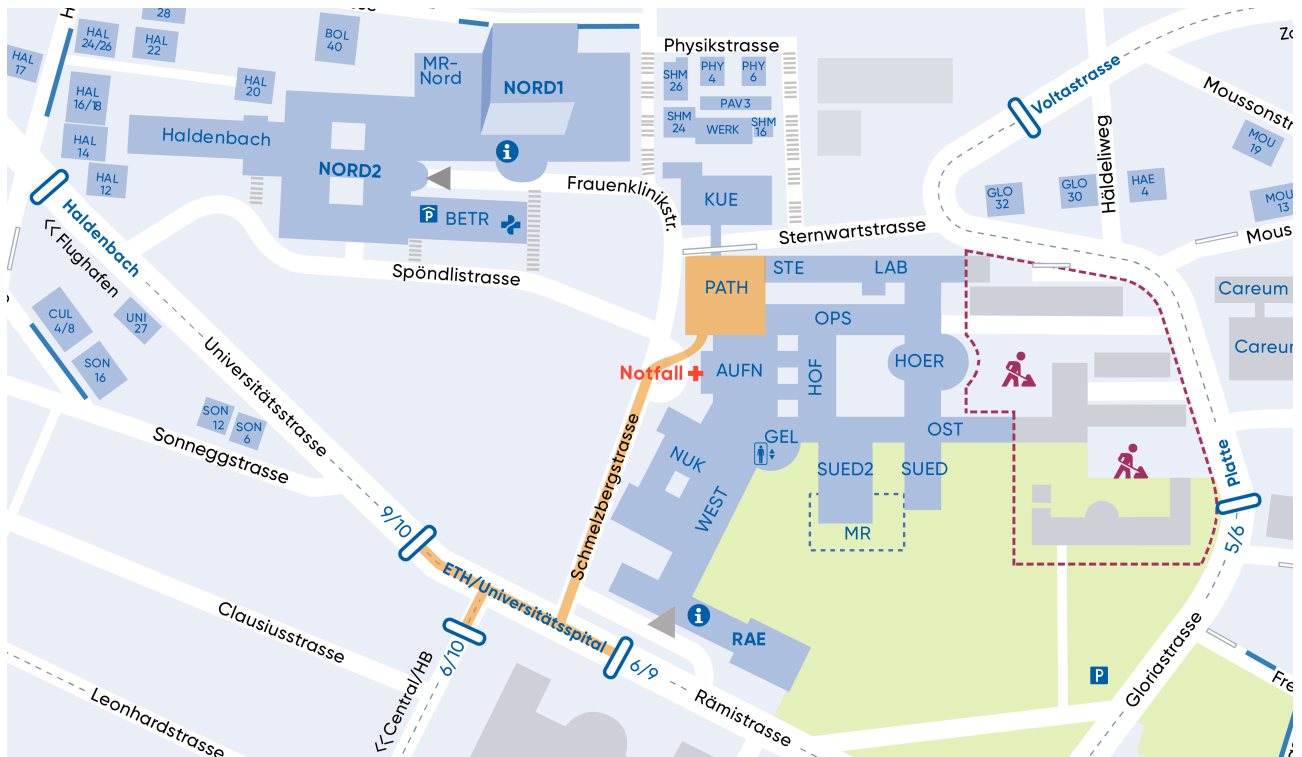 28
HAL
24/26
HAL
22
BOL
40
HAL
17
MR-
Nord
NORD1
Physikstrasse
SHM
26
PHY
4
PHY
6
PAV 3
SHM
24
WERK
SHM
16
HAL
20
HAL
16/18
HAL
14
HAL
12
Haldenbach
NORD2
i
P
BETR
Frauenklinikstr.
KUE
Voltastrasse
Häldeliweg
Moussonstr
MOU
19
MOU
13
Mous
GLO
32
GLO
30
HAE
4
Sternwartstrasse
Haldenbach
Flughafen
Spöndlistrasse
CUL
4/8
UNI
27
SON
16
SON
12
SON
6
Universitätsstrasse
Sonneggstrasse
PATH
STE
LAB
OPS
HOER
Notfall
AUFN
HOF
GEL
OST
NUK
WEST
SUED2
SUED
MR
Careum
Careur
Platte
5/6
Schmelzbergstrasse
9/10
ETH/Universitätsspital
6/10
6/9
Central/HB
Clausiusstrasse
Leonhardstrasse
i
RAE
Rämistrasse
P
Gloriastrasse
Fre